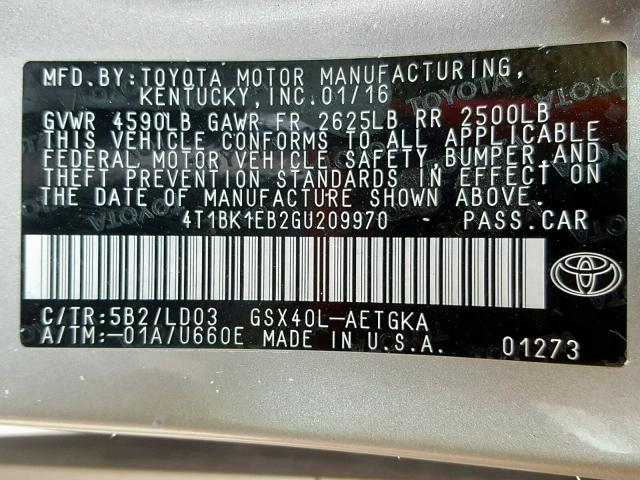 MFD.BY:TOYOTA MOTOR MANUFACTURING,
KENTUCKY,INC.01/16
GVWR 4590LB GAWR FR 2625LB RR 2500LB
THIS VEHICLE CONFORMS TO ALL APPLICABLE
FEDERAL MOTOR VEHICLE SAFETY BUMPER,AND
THEFT PREVENTION STANDARDS IN EFFECT ON
THE DATE OF MANUFACTURE SHOWN ABOVE.
4T1BK1EB2GU209970 PASS.CAR
C/TR:5B2/LD03 GSX40L-AETGKA
A/TM:-01A/U660E MADE IN U.S.A. 01273